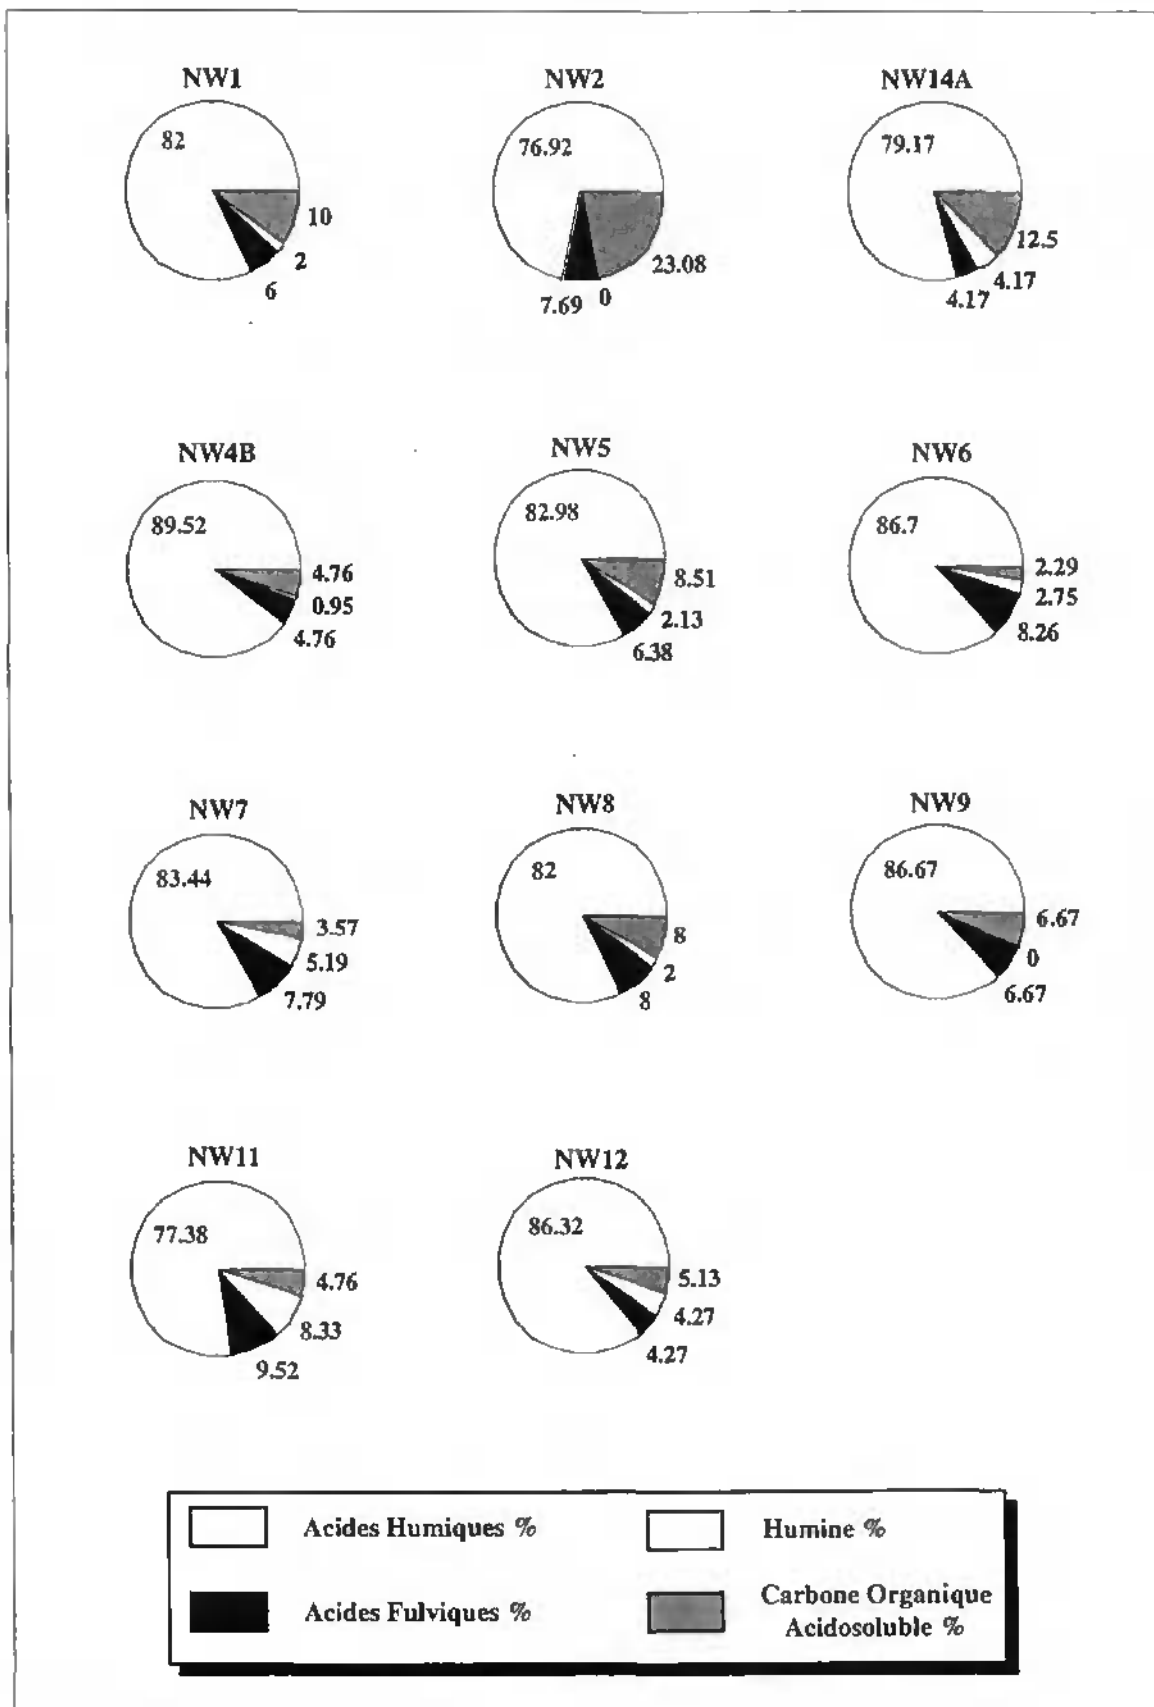 NW1
82
10
2
6
NW2
76.92
23.08
0
7.69
NW14A
79.17
12.5
4.17
4.17
NW4B
89.52
4.76
0.95
4.76
NW5
82.98
8.51
2.13
6.38
NW6
86.7
2.29
2.75
8.26
NW7
83.44
3.57
5.19
7.79
NW8
82
8
2
8
NW9
86.67
6.67
0
6.67
NW11
77.38
4.76
8.33
9.52
NW12
86.32
5.13
4.27
4.27
Acides Humiques %
Humine %
Acides Fulviques %
Carbone Organique
Acidosoluble %